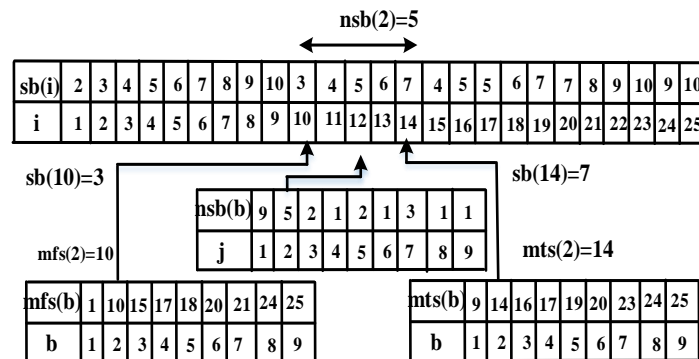 nsb(2)=5
sb(i) 2 3 4 5 6 7 8 9 10 3 4 5 6 7 4 5 5 6 7 7 8 9 10 9 10
i 1 2 3 4 5 6 7 8 9 10 11 12 13 14 15 16 17 18 19 20 21 22 23 24 25
sb(10)=3 sb(14)=7
nsb(b) 9 5 2 1 2 1 3 1 1
j 1 2 3 4 5 6 7 8 9
mfs(2)=10 mts(2)=14
mfs(b) 1 10 15 17 18 20 21 24 25
b 1 2 3 4 5 6 7 8 9
mts(b) 9 14 16 17 19 20 23 24 25
b 1 2 3 4 5 6 7 8 9